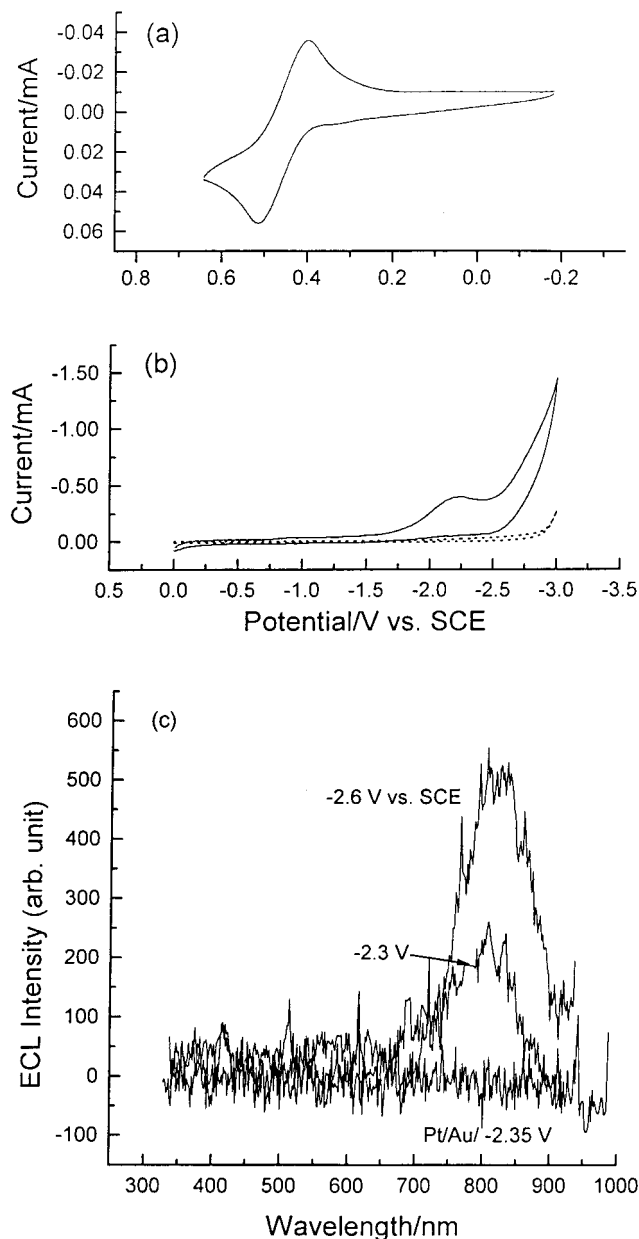 (a)
Current/mA
-0.04
-0.02
0.00
0.02
0.04
0.06
0.8 0.6 0.4 0.2 0.0 -0.2
(b)
Current/mA
-1.50
-1.00
-0.50
0.00
0.5 0.0 -0.5 -1.0 -1.5 -2.0 -2.5 -3.0 -3.5
Potential/V vs. SCE
(c)
ECL Intensity (arb. unit)
600
500
400
300
200
100
0
-100
-2.6 V vs. SCE
-2.3 V
Pt/Au/ -2.35 V
300 400 500 600 700 800 900 1000
Wavelength/nm